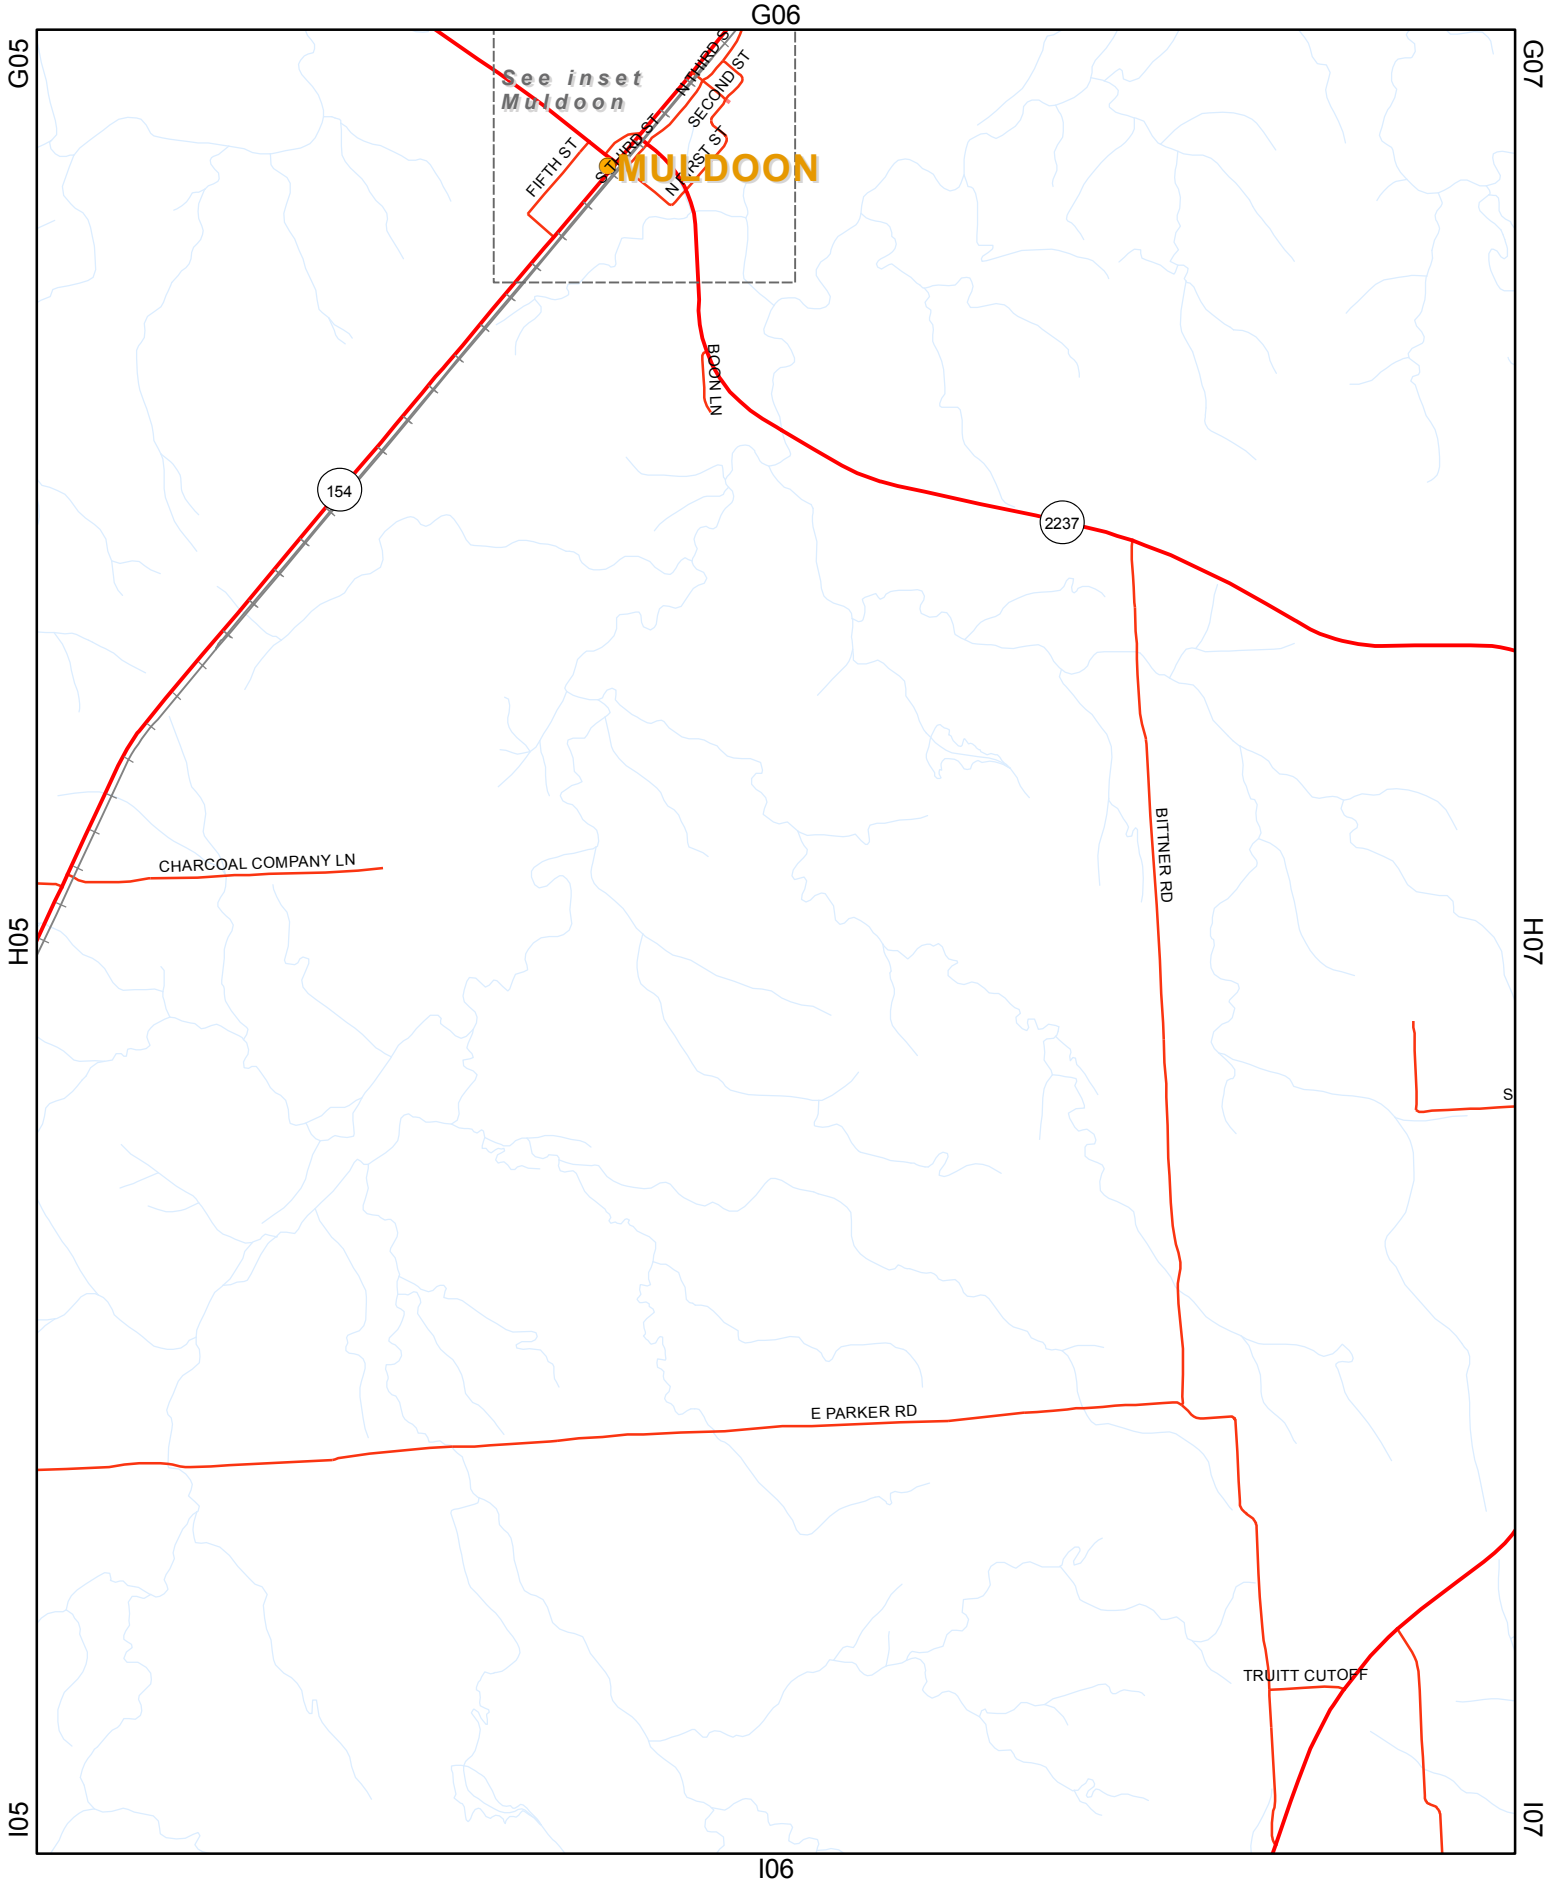 G06
G05
G07
See inset
Muldoon
N THIRD S
SECOND ST
S THIRD ST
FIFTH ST
N FIRST ST
MULDOON
BOON LN
154
2237
BITTNER RD
CHARCOAL COMPANY LN
H05
H07
S
E PARKER RD
TRUITT CUTOFF
I05
I07
I06